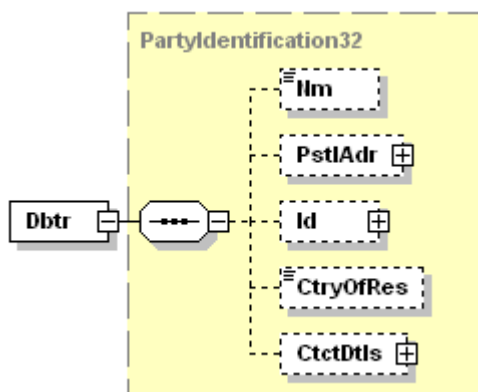 PartyIdentification32
Nm
PstlAdr
Dbtr
Id
CtryOfRes
CtctDtls